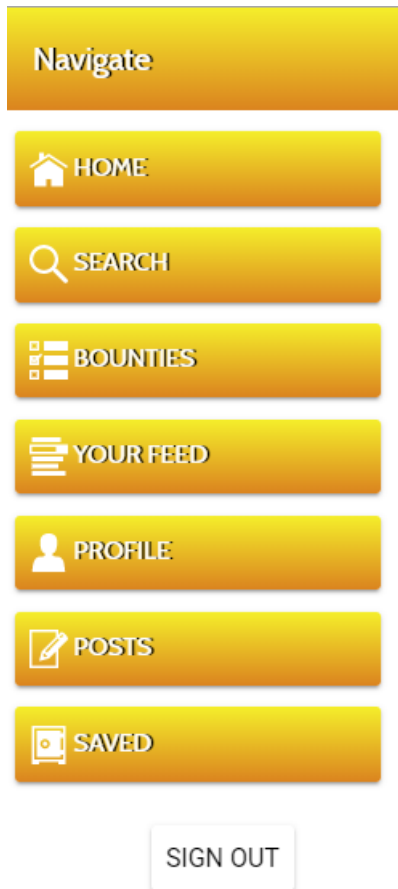 Navigate
HOME
SEARCH
BOUNTIES
YOUR FEED
PROFILE
POSTS
SAVED
SIGN OUT